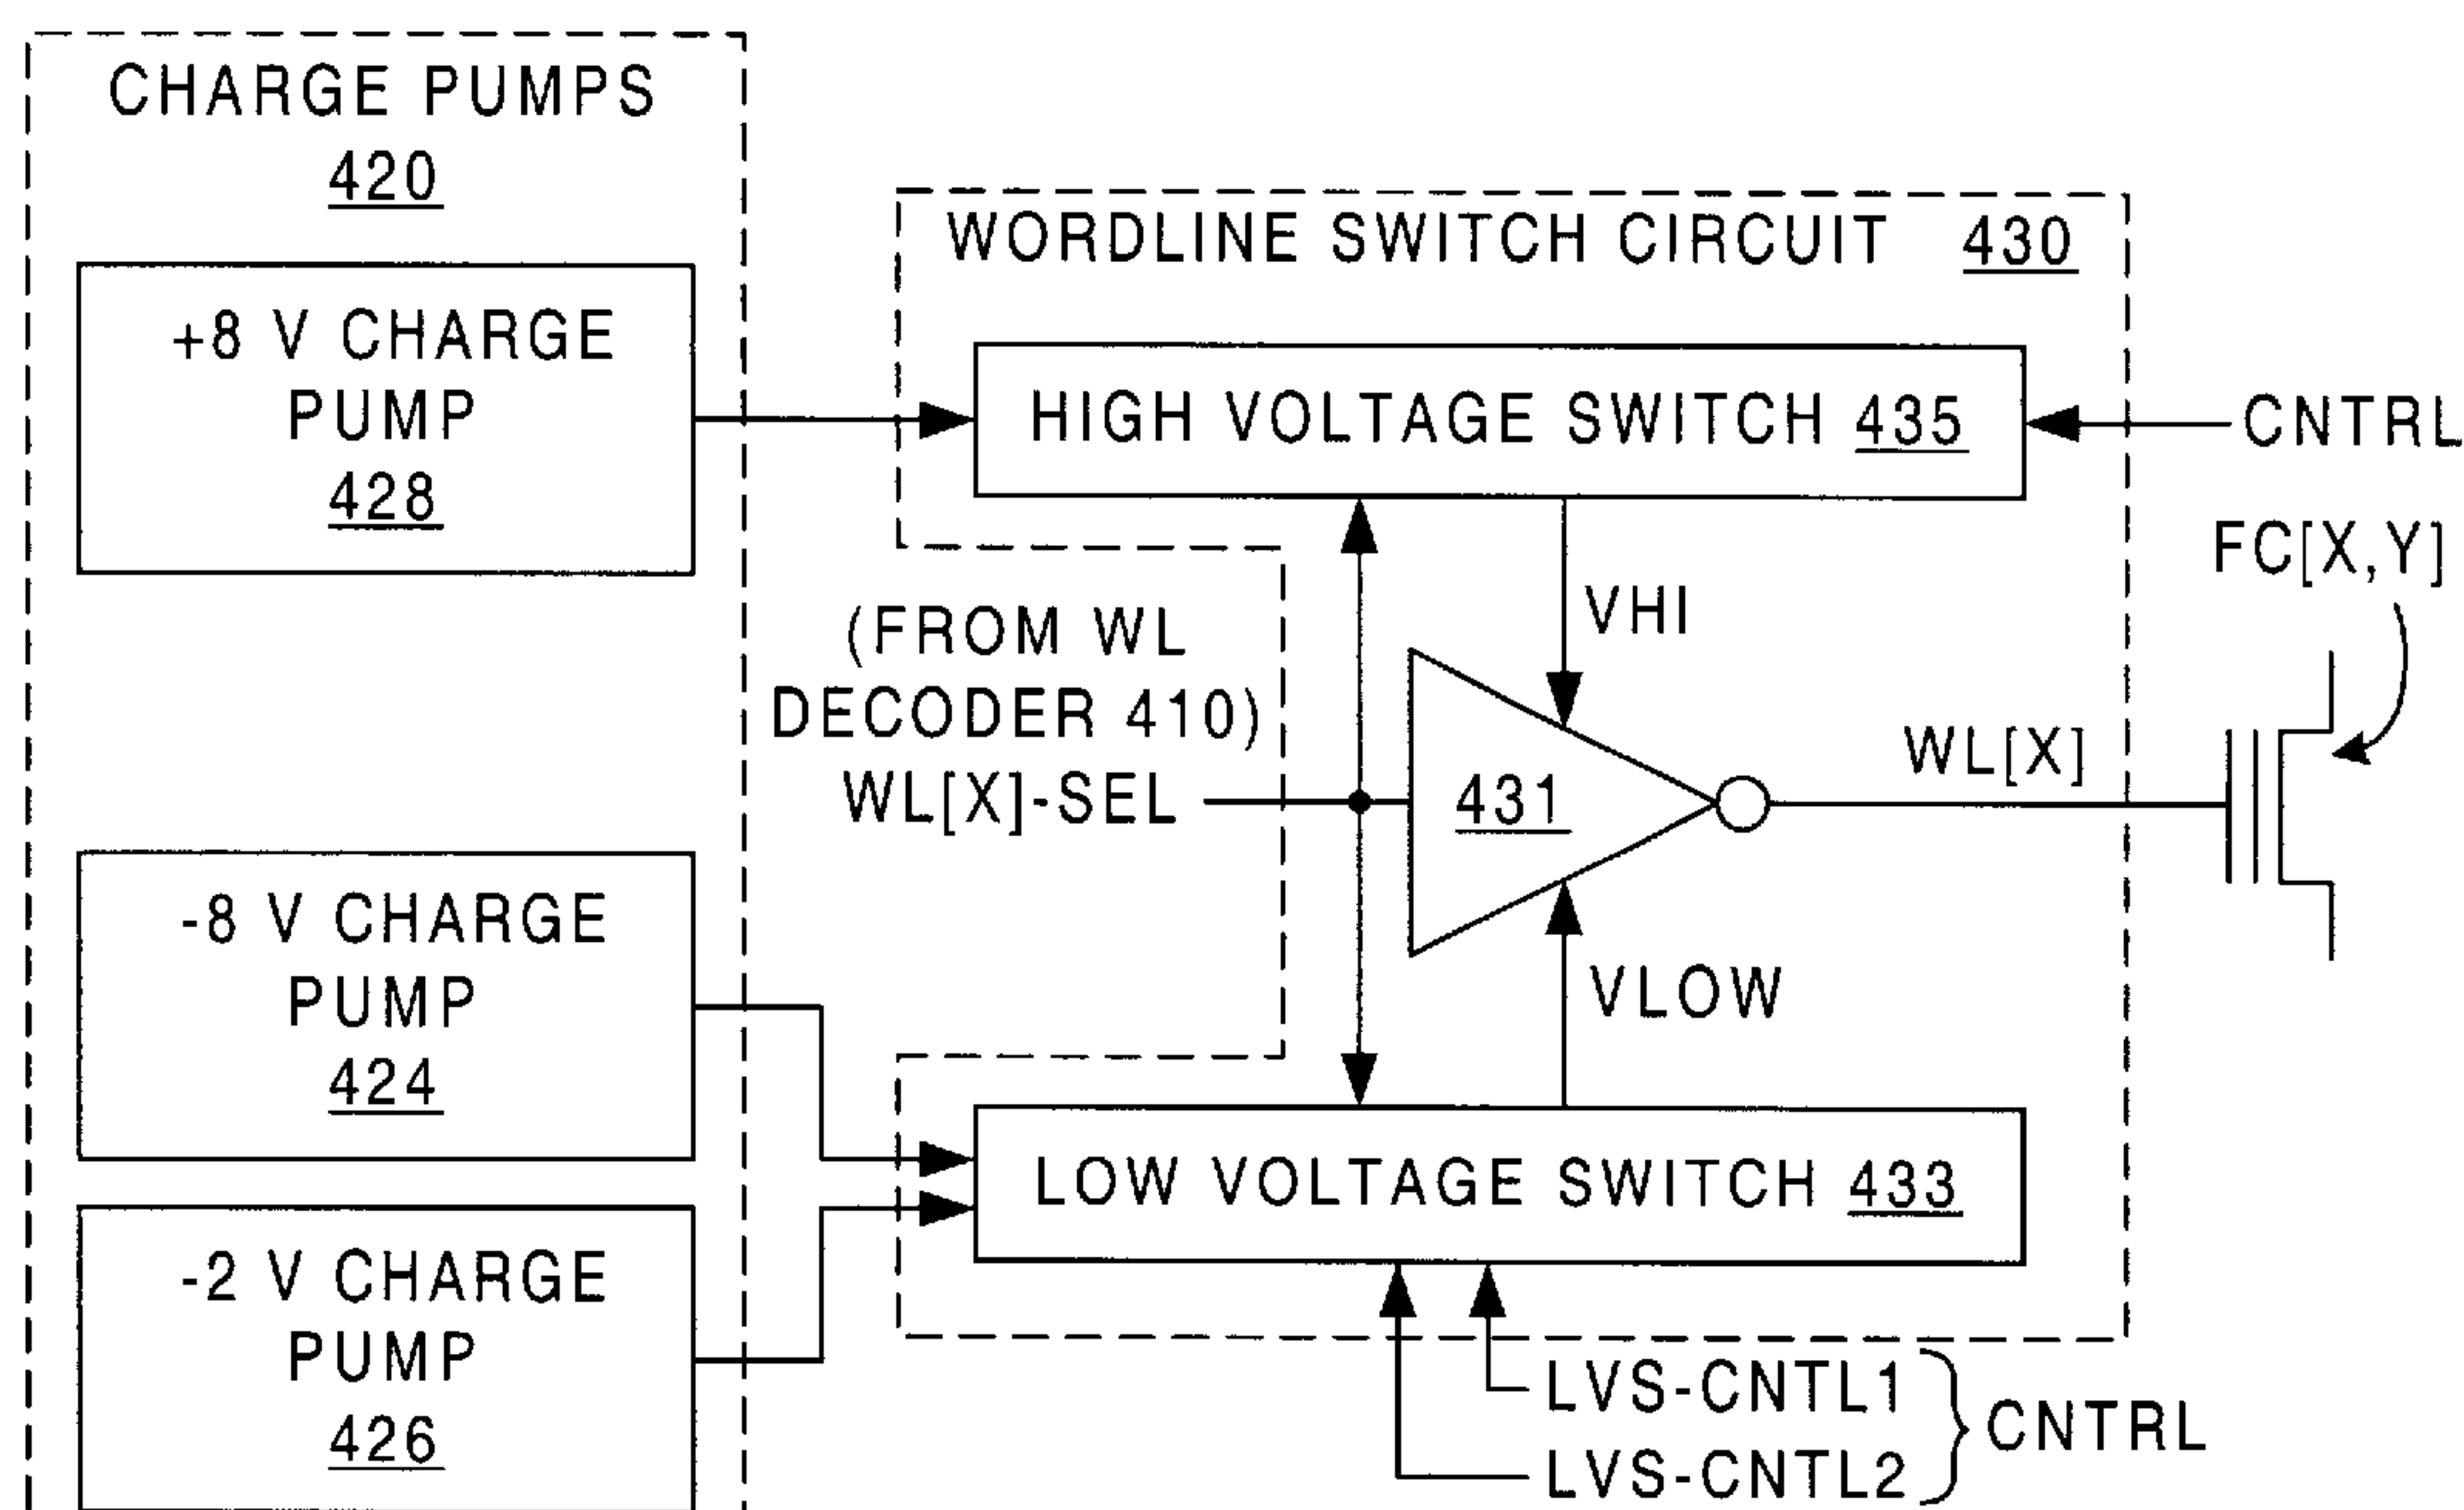 CHARGE PUMPS
420
+8 V CHARGE
PUMP
428
-8 V CHARGE
PUMP
424
-2 V CHARGE
PUMP
426
WORDLINE SWITCH CIRCUIT 430
HIGH VOLTAGE SWITCH 435
CNTRL
FC[X,Y]
VHI
(FROM WL
DECODER 410)
WL[X]-SEL
431
WL[X]
VLOW
LOW VOLTAGE SWITCH 433
LVS-CNTL1
LVS-CNTL2
CNTRL